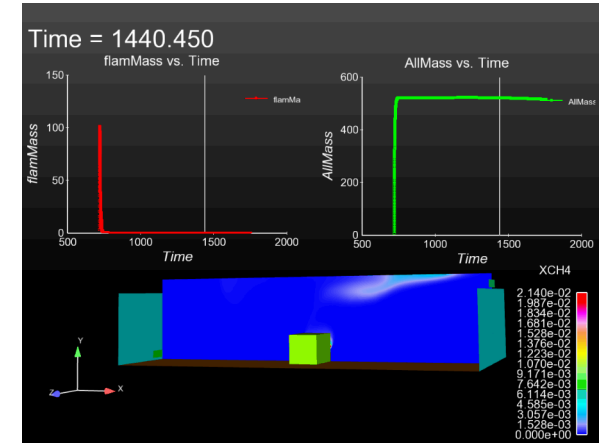 Time = 1440.450
flamMass vs. Time
150
100
50
0
flamMass
500
1000
1500
2000
Time
flamMa
AllMass vs. Time
600
400
200
0
AllMass
500
1000
1500
2000
Time
AllMass
XCH4
2.140e-02
1.987e-02
1.834e-02
1.681e-02
1.528e-02
1.376e-02
1.223e-02
1.070e-02
9.171e-03
7.642e-03
6.114e-03
4.585e-03
3.057e-03
1.528e-03
0.000e+00
Y
Z
X